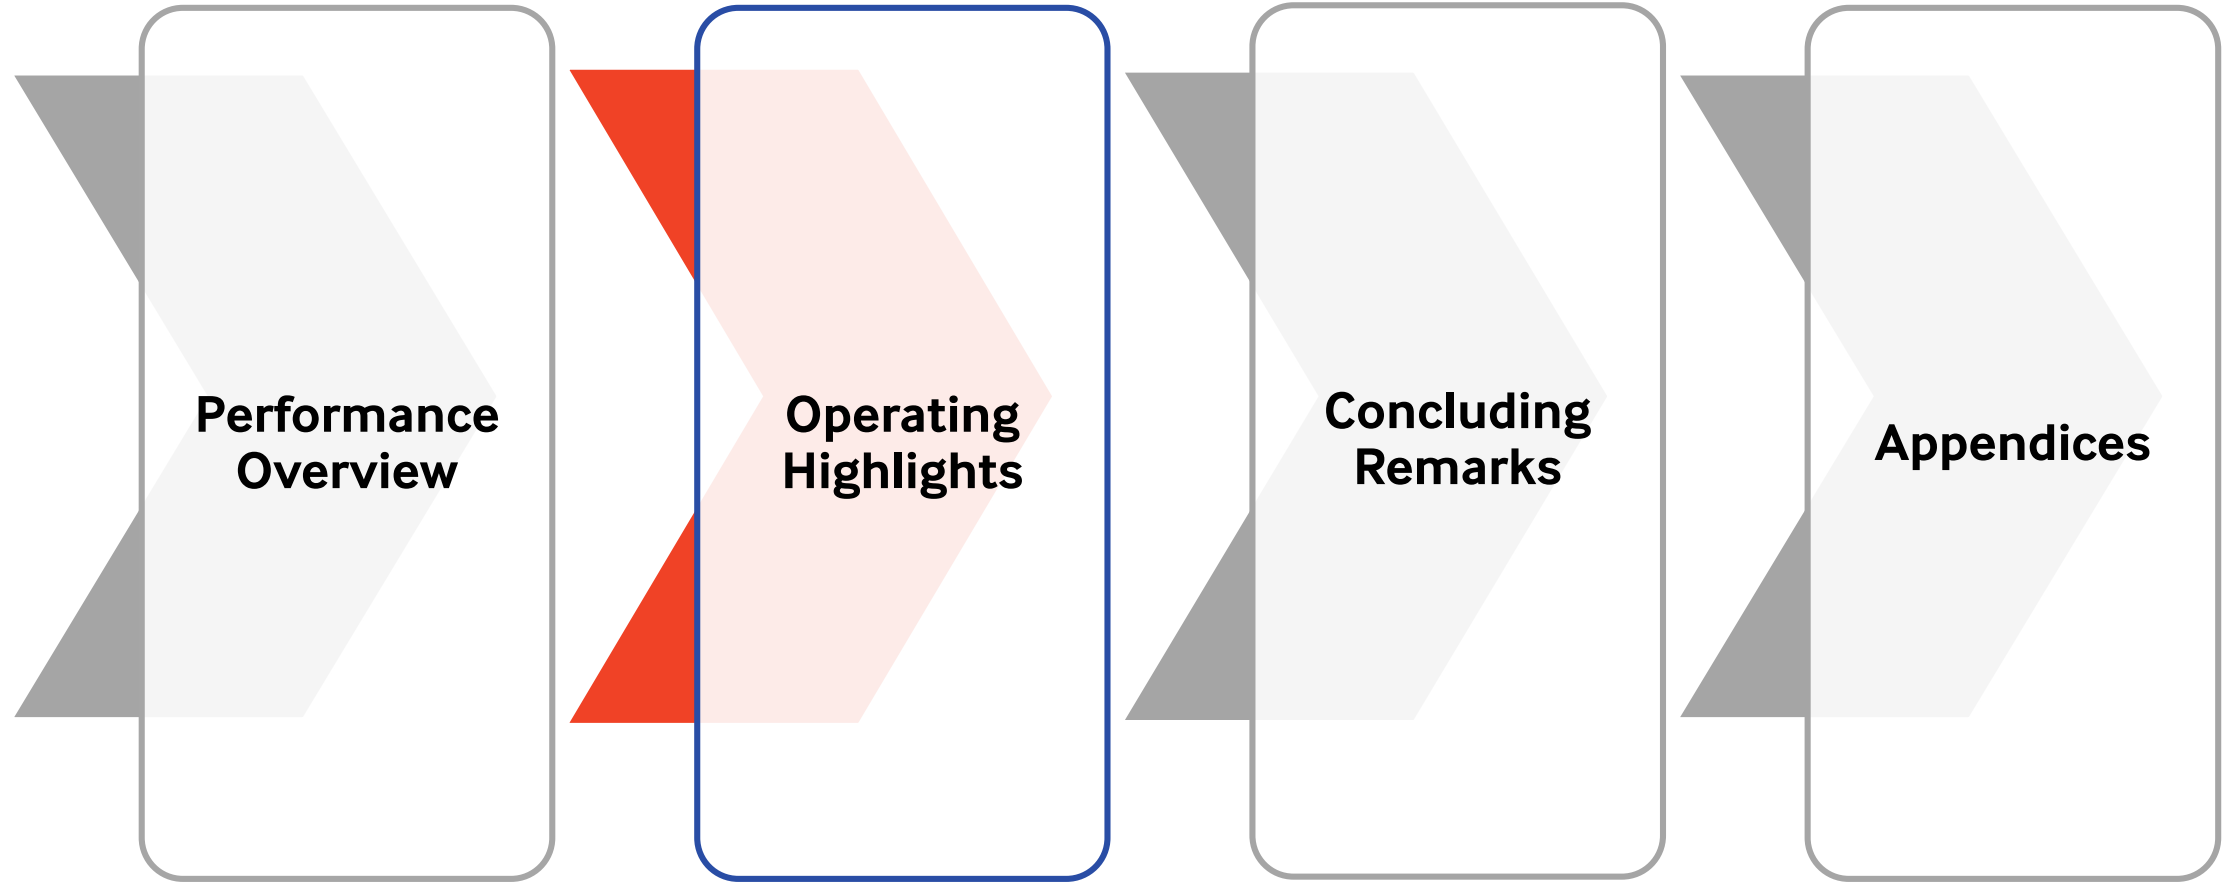 Performance
Overview
Operating
Highlights
Concluding
Remarks
Appendices